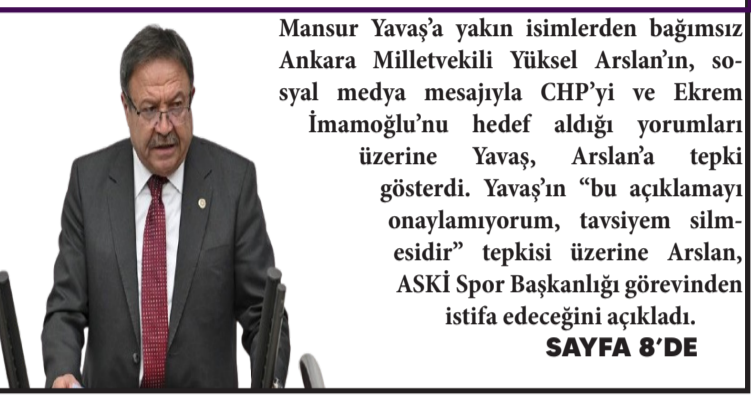 Mansur Yavaş’a yakın isimlerden bağımsız
Ankara Milletvekili Yüksel Arslan’ın, so-
syal medya mesajıyla CHP’yi ve Ekrem
İmamoğlu’nu hedef aldığı yorumları
üzerine Yavaş, Arslan’a tepki
gösterdi. Yavaş’ın “bu açıklamayı
onaylamıyorum, tavsiyem silm-
esidir” tepkisi üzerine Arslan,
ASKİ Spor Başkanlığı görevinden
istifa edeceğini açıkladı.
SAYFA 8’DE